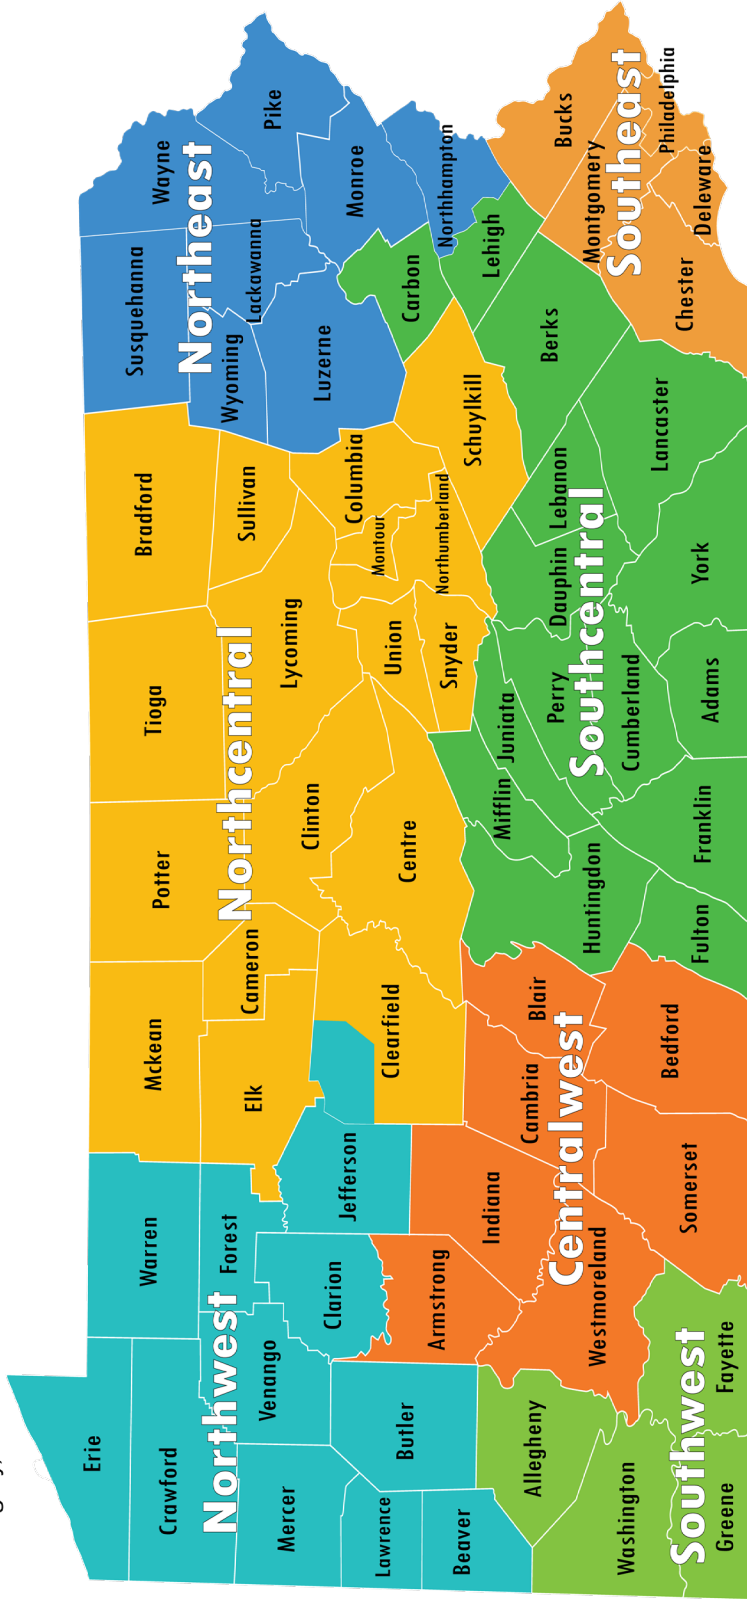 Erie
Crawford
Warren
Mckean
Potter
Tioga
Bradford
Susquehanna
Wayne
Northwest
Mercer
Venango
Forest
Elk
Cameron
Northcentral
Sullivan
Wyoming
Northeast
Lackawanna
Pike
Lawrence
Butler
Clarion
Jefferson
Clearfield
Clinton
Centre
Lycoming
Union
Snyder
Montour
Columbia
Northumberland
Luzerne
Monroe
Carbon
Northhampton
Beaver
Allegheny
Armstrong
Indiana
Cambria
Blair
Centralwest
Westmoreland
Huntingdon
Mifflin
Juniata
Perry
Southcentral
Cumberland
Dauphin
Lebanon
Schuylkill
Berks
Lehigh
Bucks
Montgomery
Southeast
Philadelphia
Deleware
Chester
Washington
Southwest
Greene
Fayette
Somerset
Bedford
Fulton
Franklin
Adams
York
Lancaster